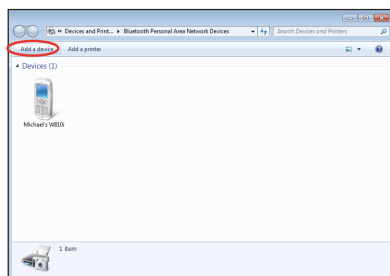 Devices and Print... Bluetooth Personal Area Network Devices Search Devices and Printers
Add a device Add a printer
Devices (1)
Michael's W810i
1 item